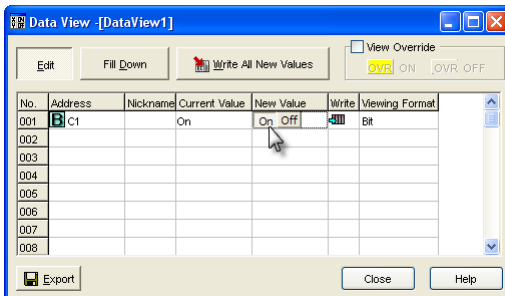 Data View -[DataView1]
Edit Fill Down Write All New Values View Override
OVR ON OVR OFF
No. Address Nickname Current Value New Value Write Viewing Format
001 B C1 On On Off Bit
002
003
004
005
006
007
008
Export Close Help